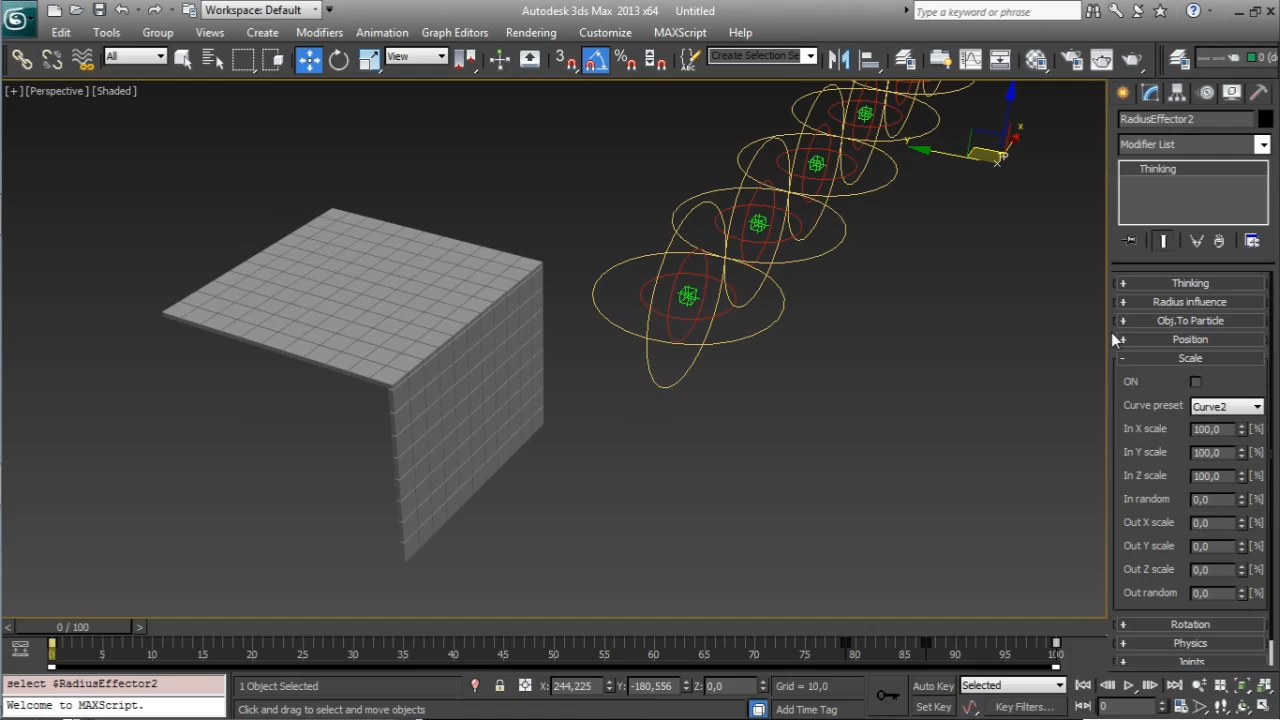 Workspace: Default
Autodesk 3ds Max 2013 x64 Untitled
Type a keyword or phrase
Edit Tools Group Views Create Modifiers Animation Graph Editors Rendering Customize MAXScript Help
All
View
3
Create Selection Se
0 (d
[+] [Perspective] [Shaded]
RadiusEffector2
Modifier List
Thinking
+ Thinking
+ Radius influence
+ Obj.To Particle
+ Position
- Scale
ON
Curve preset Curve2
In X scale 100,0 [%]
In Y scale 100,0 [%]
In Z scale 100,0 [%]
In random 0,0 [%]
Out X scale 0,0 [%]
Out Y scale 0,0 [%]
Out Z scale 0,0 [%]
Out random 0,0 [%]
+ Rotation
+ Physics
+ Joints
x
y
< 0 / 100 >
5 10 15 20 25 30 35 40 45 50 55 60 65 70 75 80 85 90 95 100
select $RadiusEffector2
Welcome to MAXScript.
1 Object Selected
X: 244,225 Y: -180,556 Z: 0,0 Grid = 10,0
Click and drag to select and move objects
Add Time Tag
Auto Key Selected
Set Key Key Filters...
0